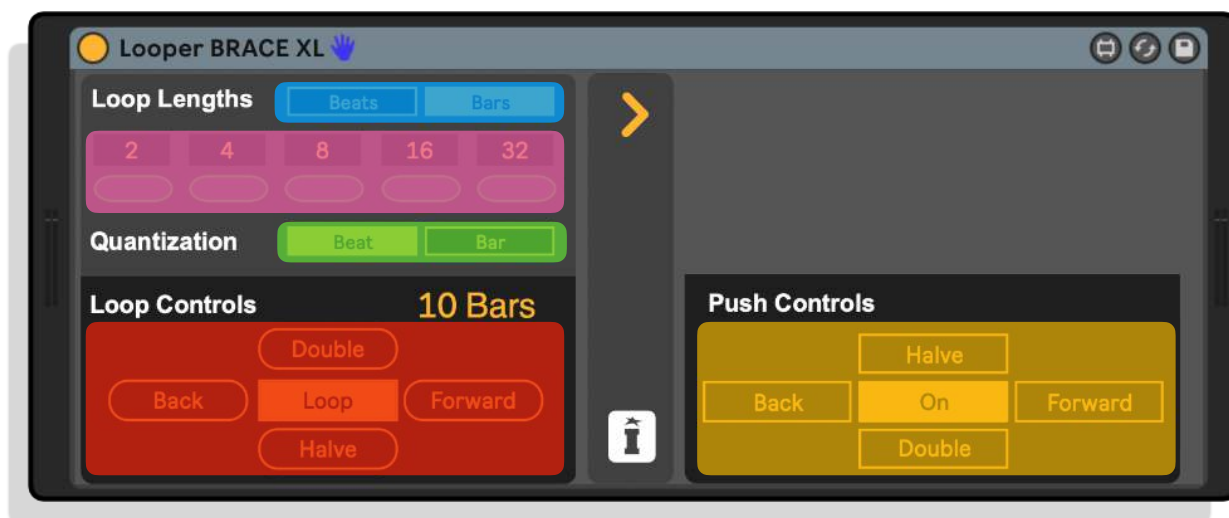 Looper BRACE XL
Loop Lengths Beats Bars
2 4 8 16 32
Quantization Beat Bar
Loop Controls 10 Bars
Double
Back Loop Forward
Halve
Push Controls
Halve
Back On Forward
Double